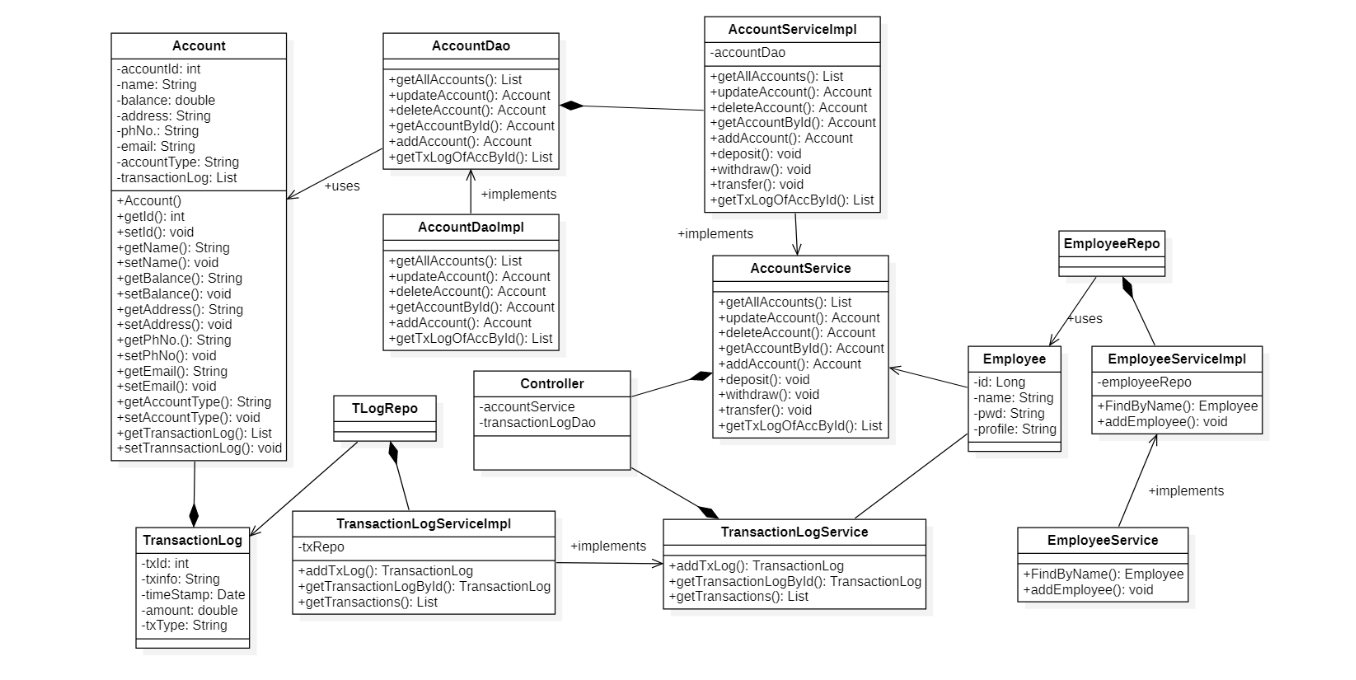 Account
-accountId: int
-name: String
-balance: double
-address: String
-phNo.: String
-email: String
-accountType: String
-transactionLog: List
+Account()
+getId(): int
+setId(): void
+getName(): String
+setName(): void
+getBalance(): String
+setBalance(): void
+getAddress(): String
+setAddress(): void
+getPhNo.(): String
+setPhNo(): void
+getEmail(): String
+setEmail(): void
+getAccountType(): String
+setAccountType(): void
+getTransactionLog(): List
+setTrannsactionLog(): void
+uses
AccountDao
+getAllAccounts(): List
+updateAccount(): Account
+deleteAccount(): Account
+getAccountById(): Account
+addAccount(): Account
+getTxLogOfAccById(): List
+implements
AccountDaoImpl
+getAllAccounts(): List
+updateAccount(): Account
+deleteAccount(): Account
+getAccountById(): Account
+addAccount(): Account
+getTxLogOfAccById(): List
AccountServiceImpl
-accountDao
+getAllAccounts(): List
+updateAccount(): Account
+deleteAccount(): Account
+getAccountById(): Account
+addAccount(): Account
+deposit(): void
+withdraw(): void
+transfer(): void
+getTxLogOfAccById(): List
+implements
AccountService
+getAllAccounts(): List
+updateAccount(): Account
+deleteAccount(): Account
+getAccountById(): Account
+addAccount(): Account
+deposit(): void
+withdraw(): void
+transfer(): void
+getTxLogOfAccById(): List
EmployeeRepo
+uses
Employee
-id: Long
-name: String
-pwd: String
-profile: String
EmployeeServiceImpl
-employeeRepo
+FindByName(): Employee
+addEmployee(): void
+implements
EmployeeService
+FindByName(): Employee
+addEmployee(): void
Controller
-accountService
-transactionLogDao
TLogRepo
TransactionLog
-txId: int
-txinfo: String
-timeStamp: Date
-amount: double
-txType: String
TransactionLogServiceImpl
-txRepo
+addTxLog(): TransactionLog
+getTransactionLogById(): TransactionLog
+getTransactions(): List
+implements
TransactionLogService
+addTxLog(): TransactionLog
+getTransactionLogById(): TransactionLog
+getTransactions(): List